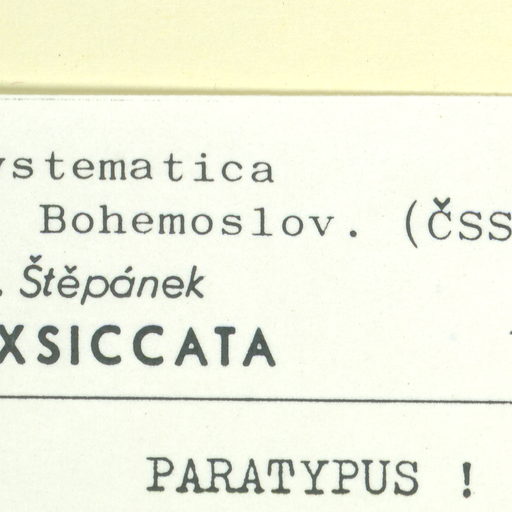 ystematica
Bohemoslov. (ČSS
. Štěpánek
XSICCATA
PARATYPUS !